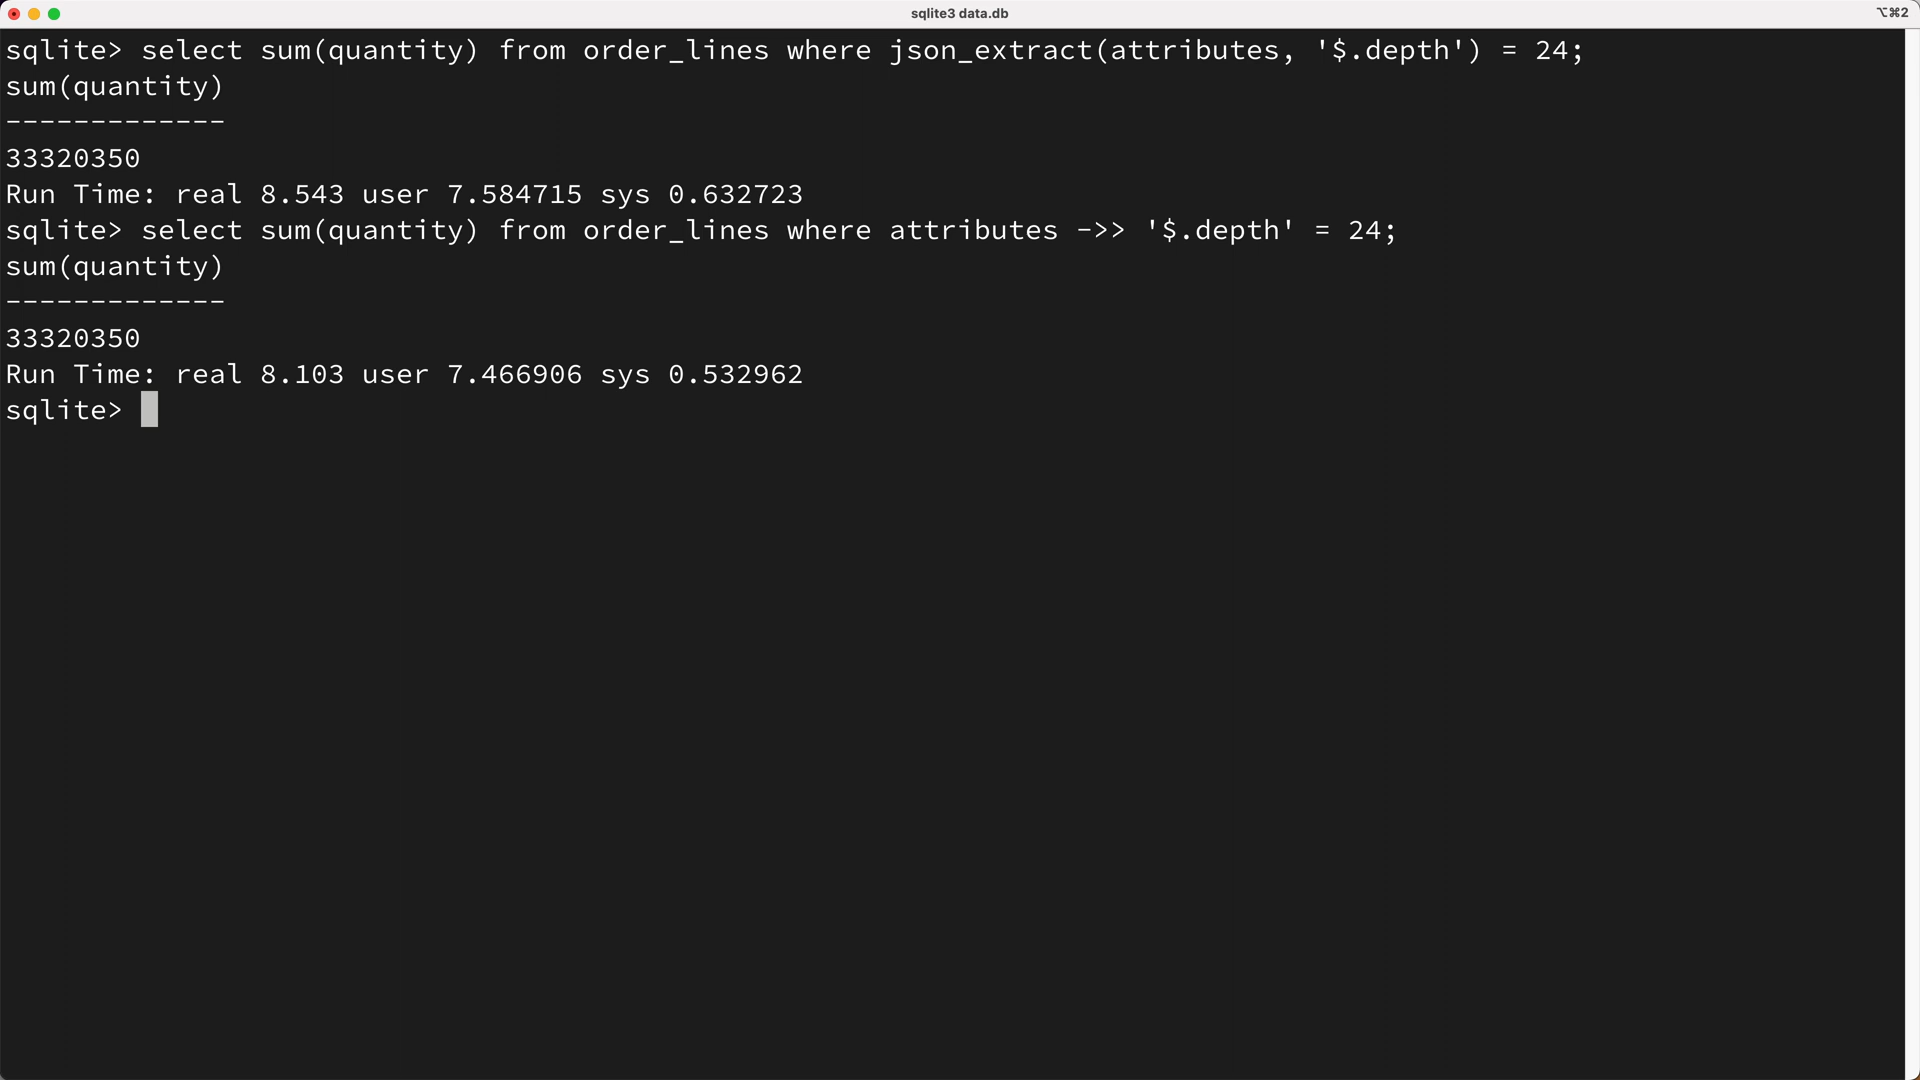 sqlite3 data.db
⌥⌘2
sqlite> select sum(quantity) from order_lines where json_extract(attributes, '$.depth') = 24;
sum(quantity)
-------------
33320350
Run Time: real 8.543 user 7.584715 sys 0.632723
sqlite> select sum(quantity) from order_lines where attributes ->> '$.depth' = 24;
sum(quantity)
-------------
33320350
Run Time: real 8.103 user 7.466906 sys 0.532962
sqlite>